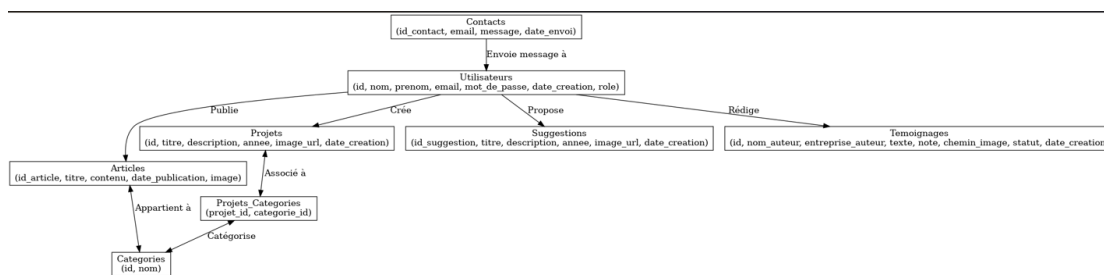 Contacts
(id_contact, email, message, date_envoi)
Envoie message à
Utilisateurs
(id, nom, prenom, email, mot_de_passe, date_creation, role)
Publie
Crée
Propose
Rédige
Projets
(id, titre, description, annee, image_url, date_creation)
Suggestions
(id_suggestion, titre, description, annee, image_url, date_creation)
Temoignages
(id, nom_auteur, entreprise_auteur, texte, note, chemin_image, statut, date_creation
Articles
(id_article, titre, contenu, date_publication, image)
Associé à
Appartient à
Projets_Categories
(projet_id, categorie_id)
Catégorise
Categories
(id, nom)